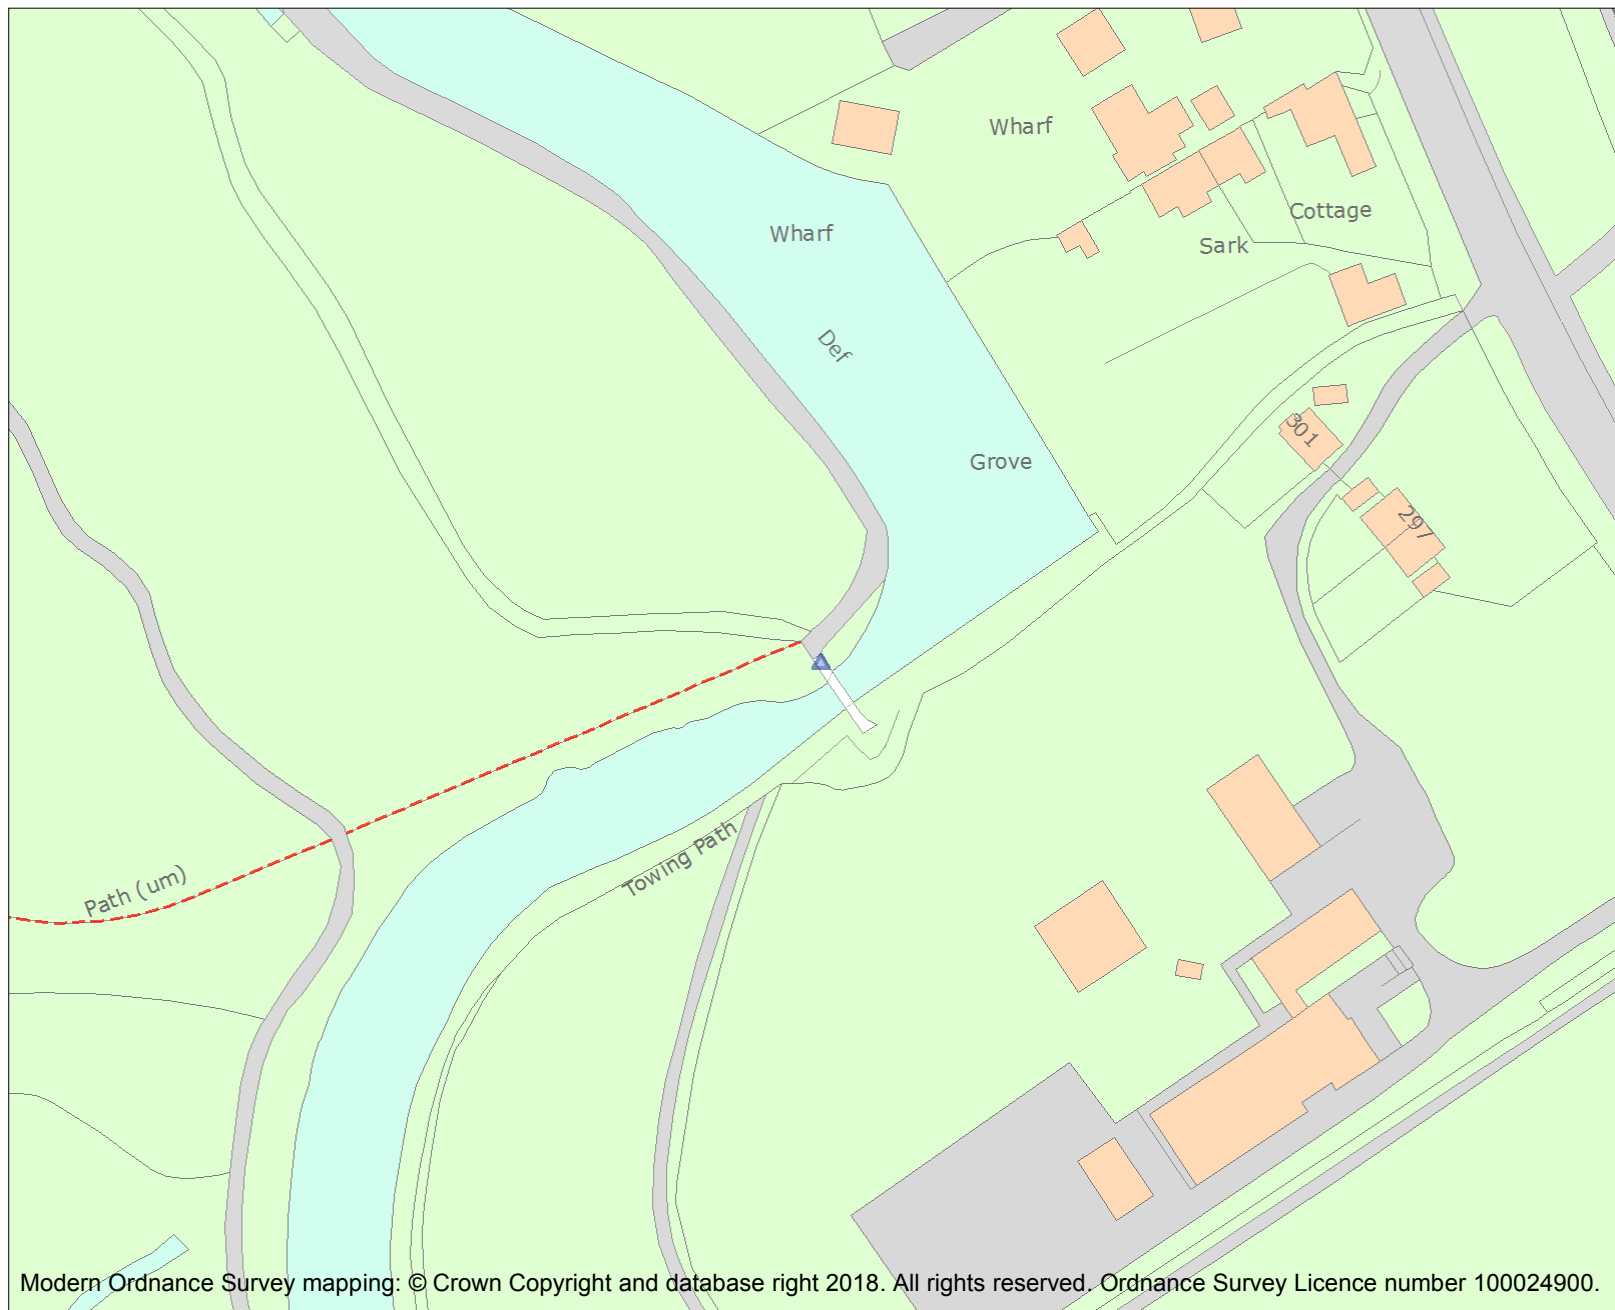 Wharf
Cottage
Sark
Wharf
Def
301
Grove
297
Towing Path
Path (um)
Modern Ordnance Survey mapping: © Crown Copyright and database right 2018. All rights reserved. Ordnance Survey Licence number 100024900.